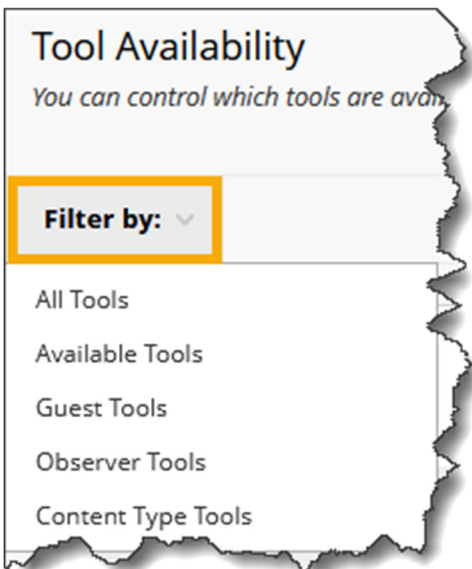 Tool Availability
You can control which tools are
Filter by:
All Tools
Available Tools
Guest Tools
Observer Tools
Content Type Tools